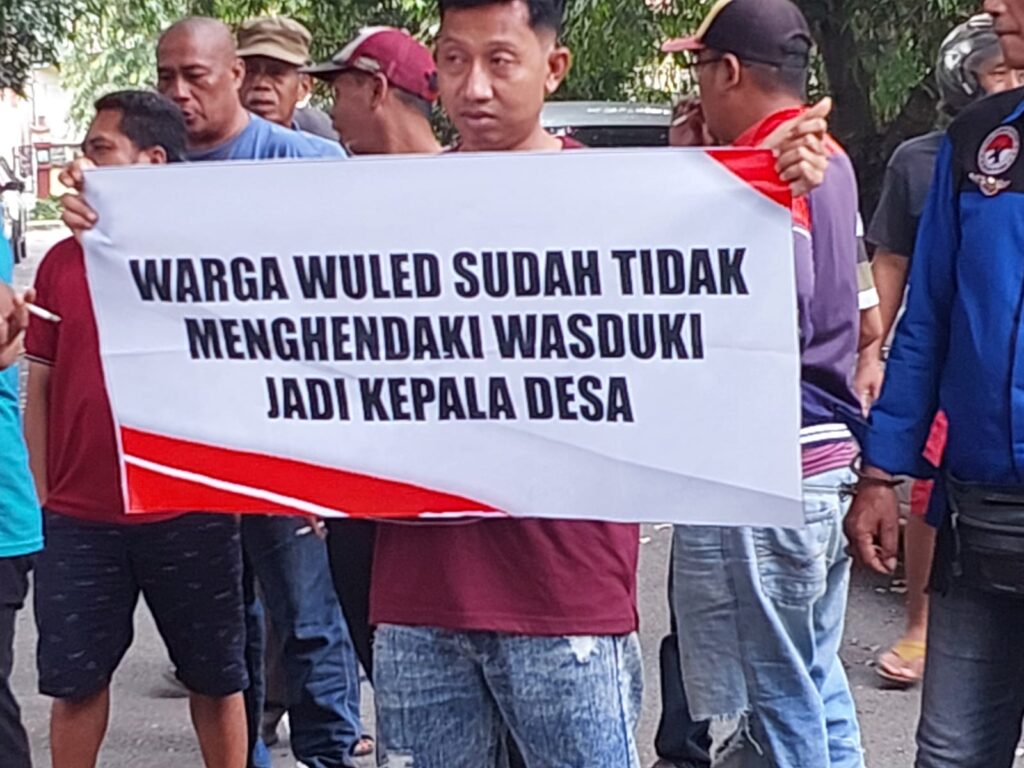 WARGA WULED SUDAH TIDAK
MENGHENDAKI WASDUKI
JADI KEPALA DESA